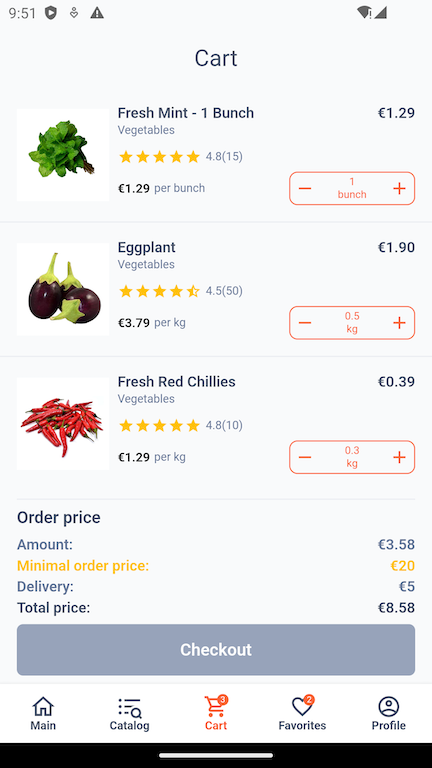 9:51
Cart
Fresh Mint - 1 Bunch €1.29
Vegetables
4.8(15)
€1.29 per bunch
1
bunch
Eggplant €1.90
Vegetables
4.5(50)
€3.79 per kg
0.5
kg
Fresh Red Chillies €0.39
Vegetables
4.8(10)
€1.29 per kg
0.3
kg
Order price
Amount: €3.58
Minimal order price: €20
Delivery: €5
Total price: €8.58
Checkout
3 2
Main Catalog Cart Favorites Profile